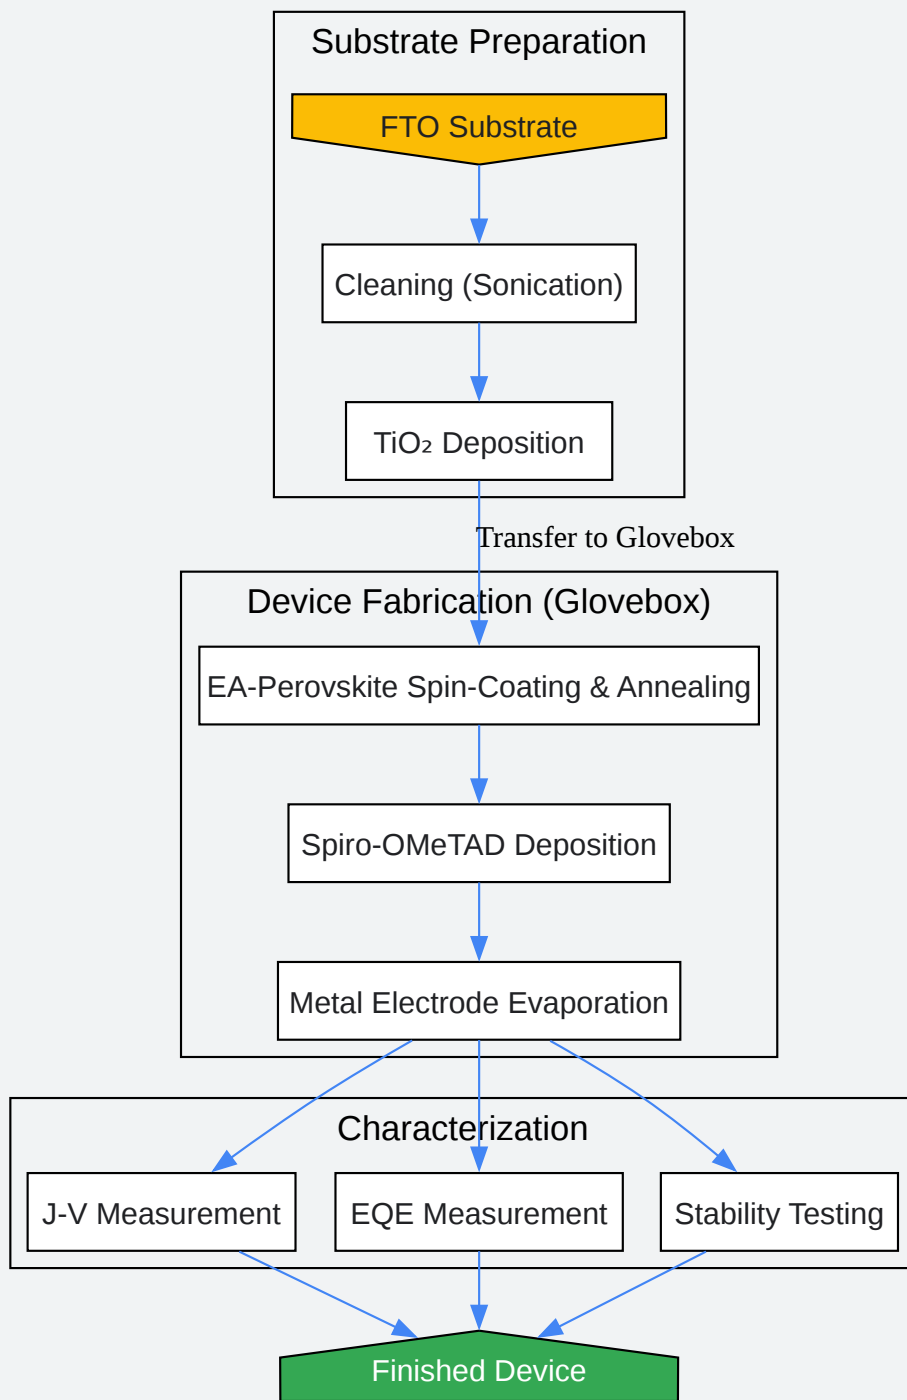 Substrate Preparation
FTO Substrate
Cleaning (Sonication)
TiO₂ Deposition
Transfer to Glovebox
Device Fabrication (Glovebox)
EA-Perovskite Spin-Coating & Annealing
Spiro-OMeTAD Deposition
Metal Electrode Evaporation
Characterization
J-V Measurement
EQE Measurement
Stability Testing
Finished Device